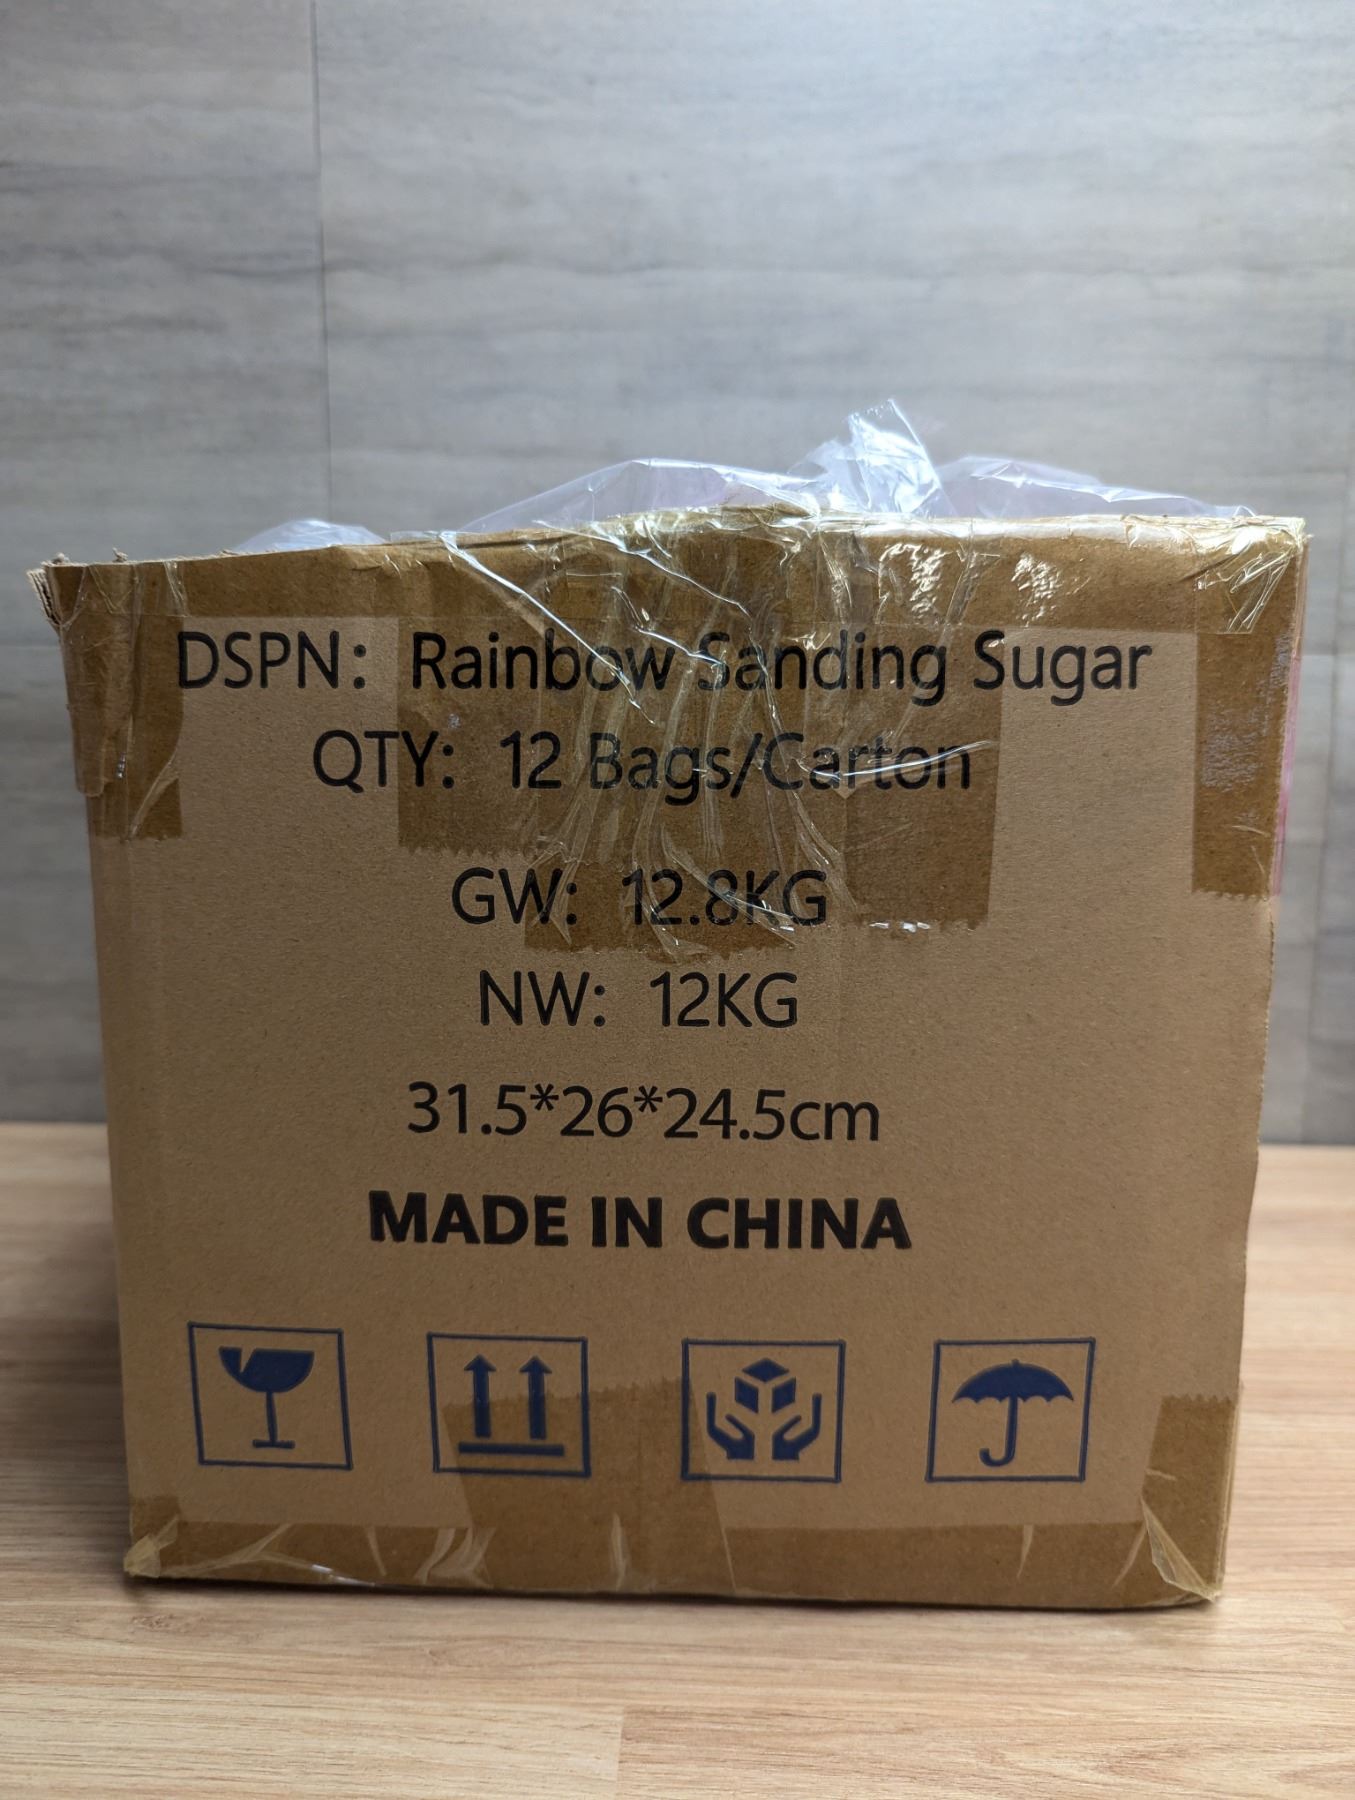 DSPN: Rainbow Sanding Sugar
QTY: 12 Bags/Carton
GW: 12.8KG
NW: 12KG
31.5*26*24.5cm
MADE IN CHINA